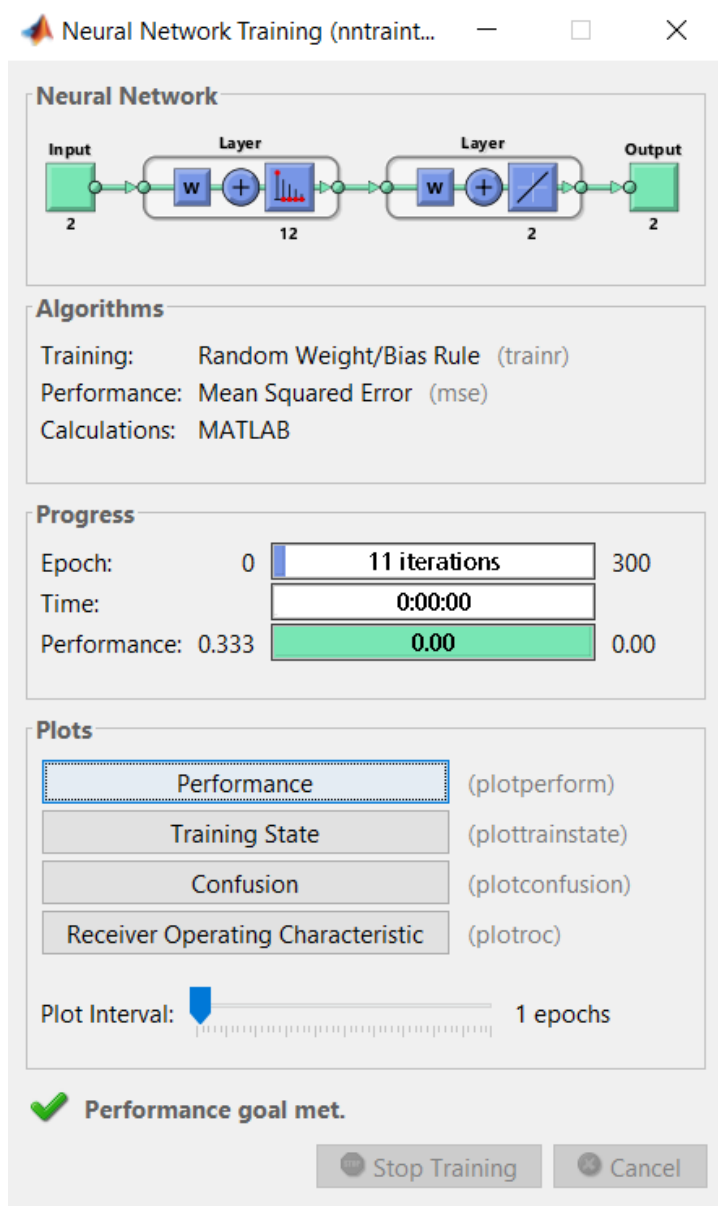 Neural Network Training (nntraint...
Neural Network
Input Layer Layer Output
W + W +
2 12 2 2
Algorithms
Training: Random Weight/Bias Rule (trainr)
Performance: Mean Squared Error (mse)
Calculations: MATLAB
Progress
Epoch: 0 11 iterations 300
Time: 0:00:00
Performance: 0.333 0.00 0.00
Plots
Performance (plotperform)
Training State (plottrainstate)
Confusion (plotconfusion)
Receiver Operating Characteristic (plotroc)
Plot Interval: 1 epochs
Performance goal met.
Stop Training Cancel